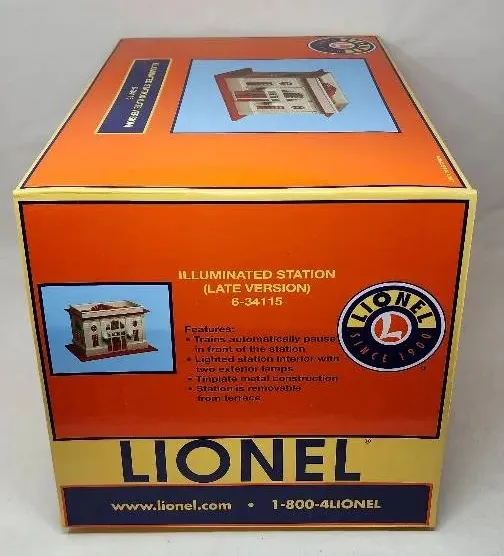 LIONEL
ILLUMINATED STATION
(LATE VERSION)
6-34115
Features:
• Trains automatically pause
in front of the station
• Lighted station interior with
two exterior lamps
• Tinplate metal construction
• Station is removable
from terrace
LIONEL
L
SINCE 1900
®
LIONEL®
www.lionel.com • 1-800-4LIONEL